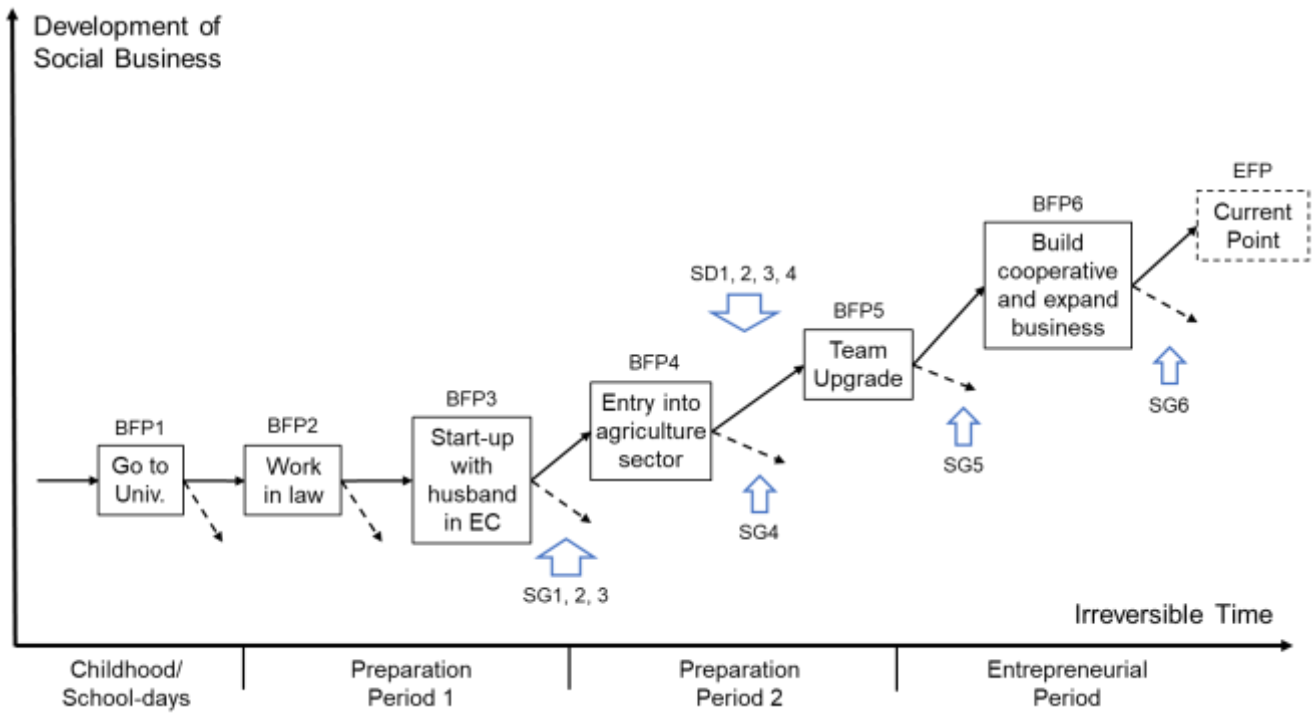 Development of
Social Business
EFP
Current
Point
BFP6
Build
cooperative
and expand
business
SD1, 2, 3, 4
BFP5
Team
Upgrade
BFP4
Entry into
agriculture
sector
BFP3
Start-up
with
husband
in EC
BFP1
Go to
Univ.
BFP2
Work
in law
SG6
SG5
SG4
SG1, 2, 3
Irreversible Time
Childhood/
School-days
Preparation
Period 1
Preparation
Period 2
Entrepreneurial
Period